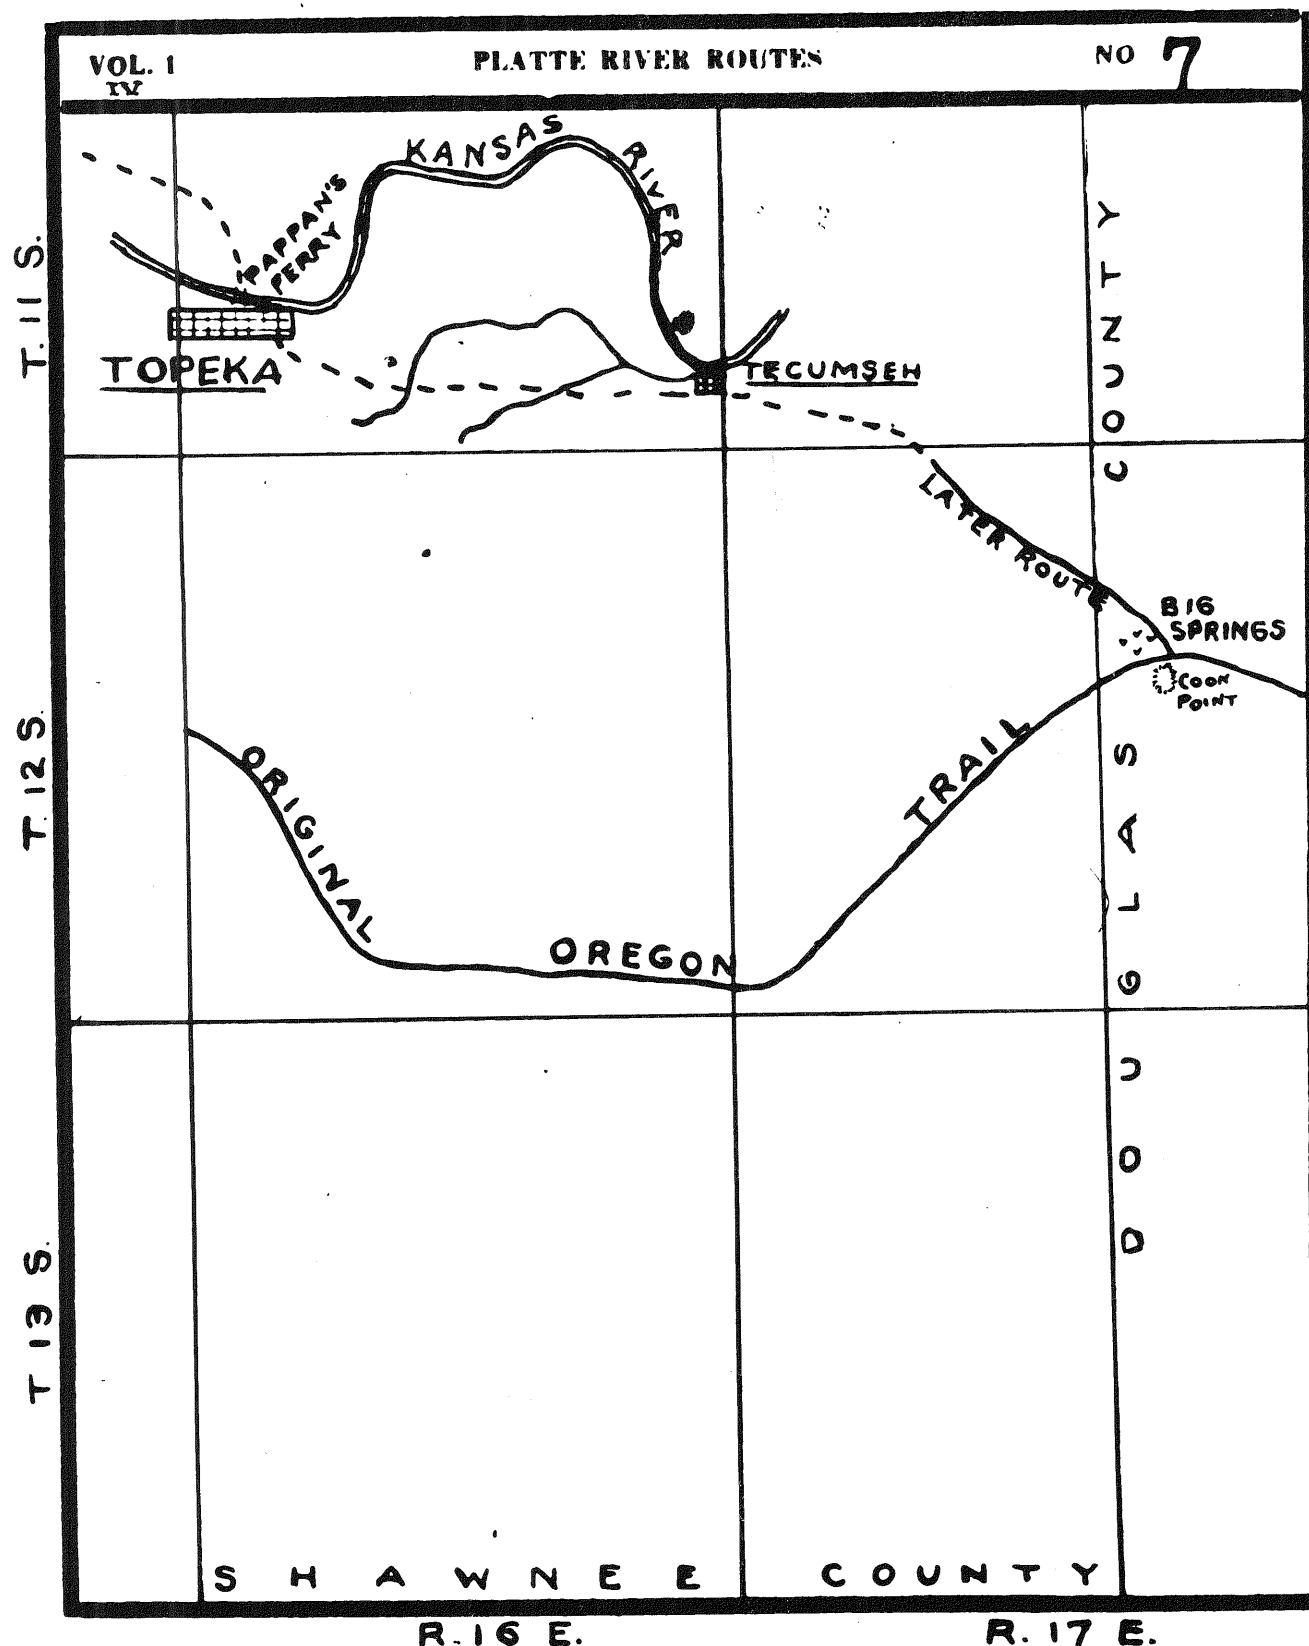 VOL. 1
IV
PLATTE RIVER ROUTES
NO 7
KANSAS RIVER
PAPPAN'S
FERRY
TOPEKA
TECUMSEH
T. 11 S.
LATER ROUTE
BIG
SPRINGS
COON
POINT
T. 12 S.
ORIGINAL OREGON TRAIL
DOUGLAS COUNTY
T 13 S.
SHAWNEE COUNTY
R. 16 E.
R. 17 E.